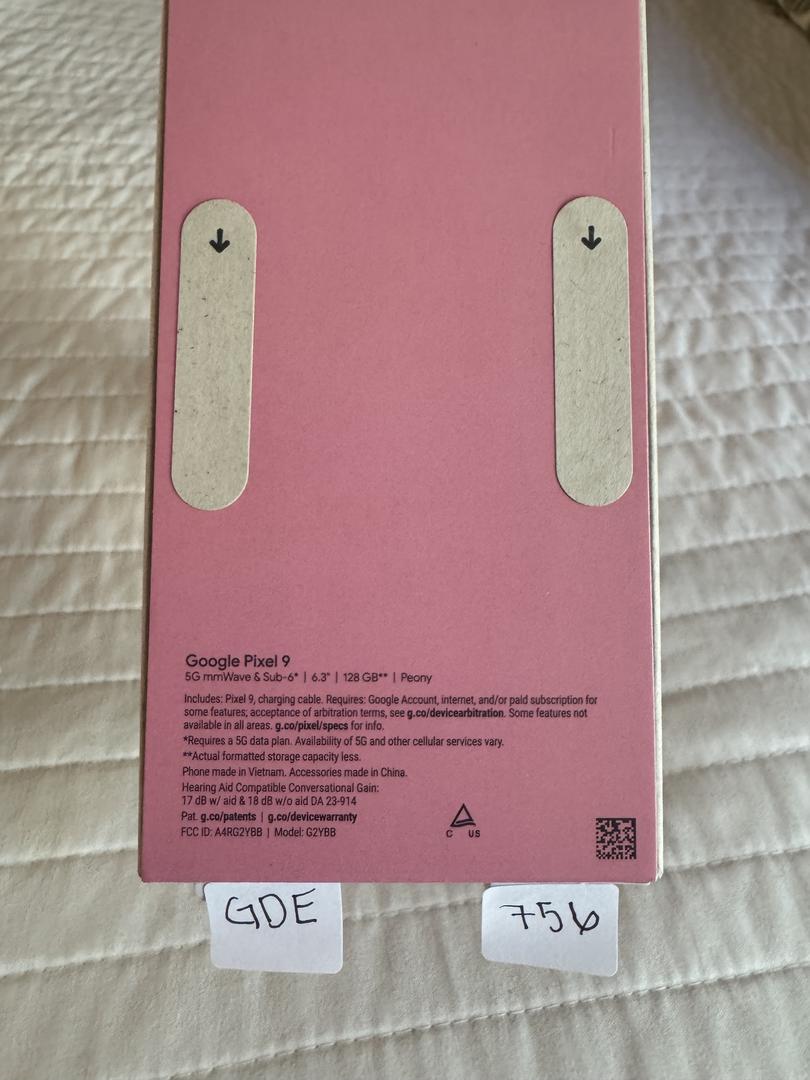 Google Pixel 9
5G mmWave & Sub-6* | 6.3" | 128 GB** | Peony
Includes: Pixel 9, charging cable. Requires: Google Account, internet, and/or paid subscription for
some features; acceptance of arbitration terms, see g.co/devicearbitration. Some features not
available in all areas. g.co/pixel/specs for info.
*Requires a 5G data plan. Availability of 5G and other cellular services vary.
**Actual formatted storage capacity less.
Phone made in Vietnam. Accessories made in China.
Hearing Aid Compatible Conversational Gain:
17 dB w/ aid & 18 dB w/o aid DA 23-914
Pat. g.co/patents | g.co/devicewarranty
FCC ID: A4RG2YBB | Model: G2YBB
C US
GDE
756